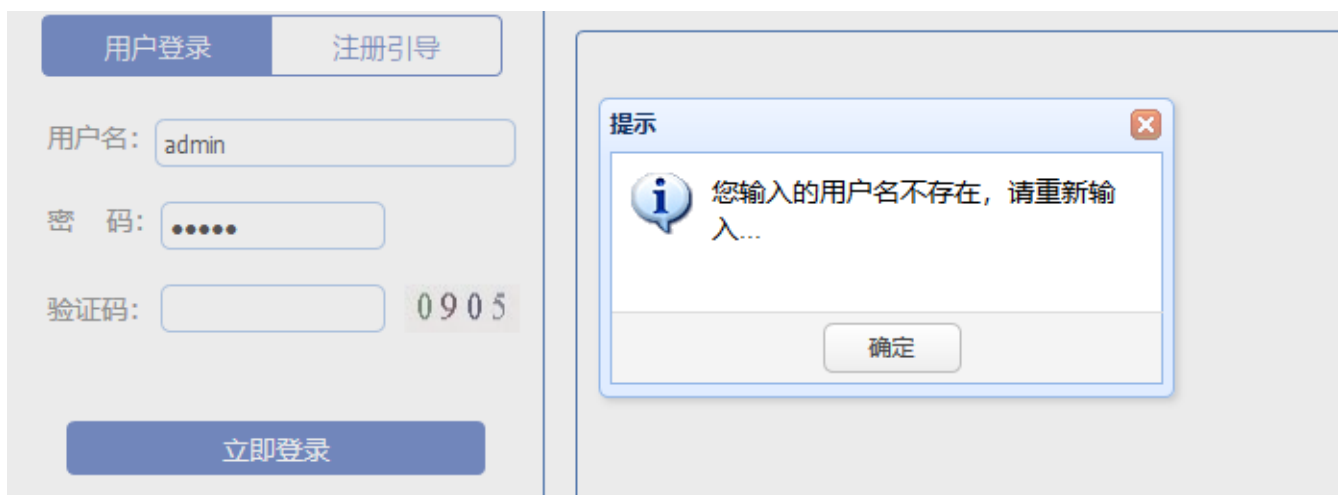 用户登录 注册引导
用户名： admin
密 码： •••••
验证码： 0905
立即登录
提示
您输入的用户名不存在，请重新输
入...
确定